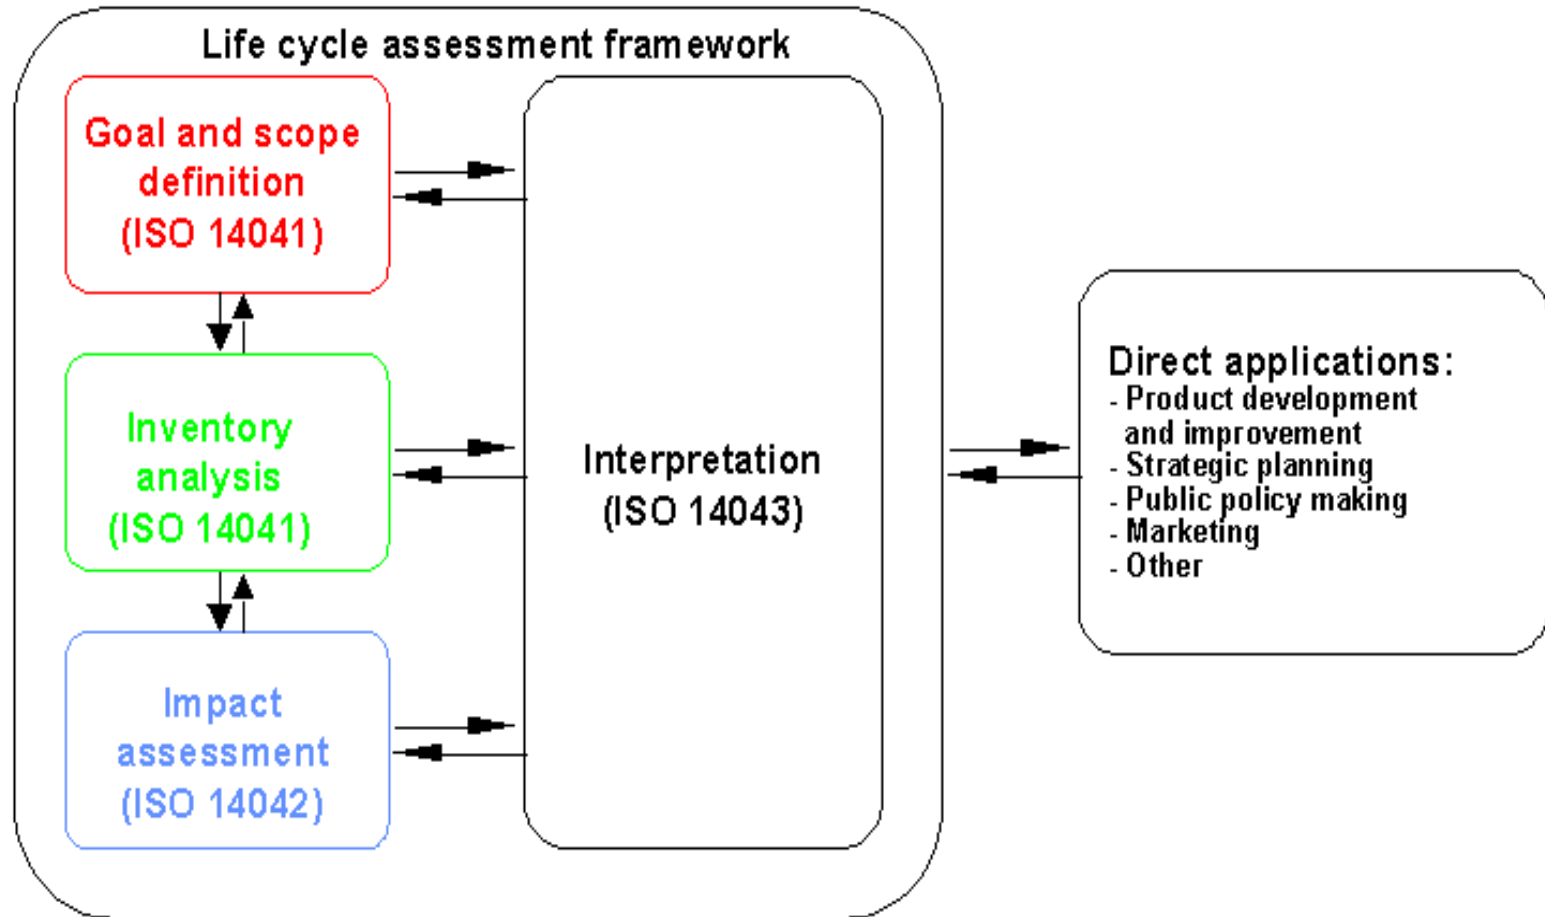 Life cycle assessment framework
Goal and scope
definition
(ISO 14041)
Inventory
analysis
(ISO 14041)
Impact
assessment
(ISO 14042)
Interpretation
(ISO 14043)
Direct applications:
- Product development
and improvement
- Strategic planning
- Public policy making
- Marketing
- Other